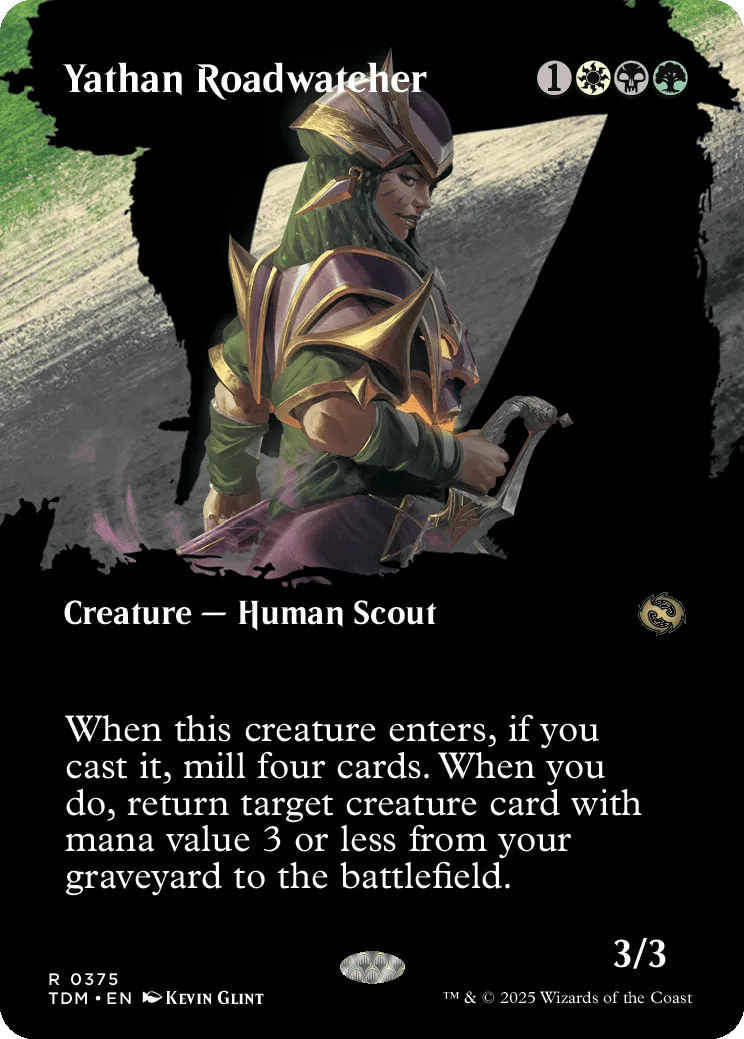 Yathan Roadwatcher 1
Creature — Human Scout
When this creature enters, if you
cast it, mill four cards. When you
do, return target creature card with
mana value 3 or less from your
graveyard to the battlefield.
3/3
R 0375
TDM • EN KEVIN GLINT
™ & © 2025 Wizards of the Coast